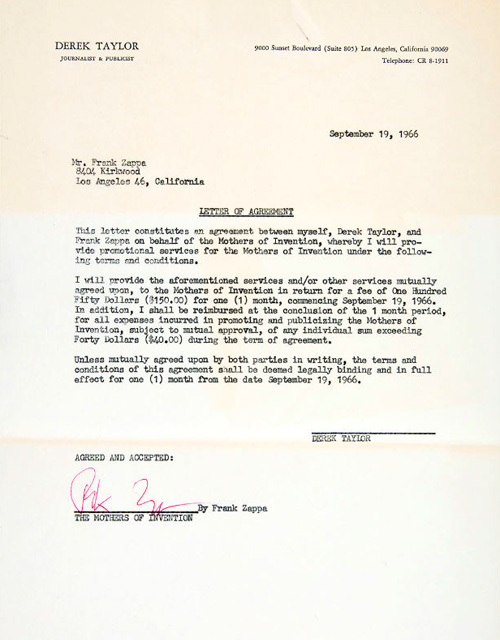 DEREK TAYLOR
JOURNALIST & PUBLICIST
9000 Sunset Boulevard (Suite 805) Los Angeles, California 90069
Telephone: CR 8-1911
September 19, 1966
Mr. Frank Zappa
8404 Kirkwood
Los Angeles 46, California
LETTER OF AGREEMENT
This letter constitutes an agreement between myself, Derek Taylor, and
Frank Zappa on behalf of the Mothers of Invention, whereby I will pro-
vide promotional services for the Mothers of Invention under the follow-
ing terms and conditions.
I will provide the aforementioned services and/or other services mutually
agreed upon, to the Mothers of Invention in return for a fee of One Hundred
Fifty Dollars ($150.00) for one (1) month, commencing September 19, 1966.
In addition, I shall be reimbursed at the conclusion of the 1 month period,
for all expenses incurred in promoting and publicizing the Mothers of
Invention, subject to mutual approval, of any individual sum exceeding
Forty Dollars ($40.00) during the term of agreement.
Unless mutually agreed upon by both parties in writing, the terms and
conditions of this agreement shall be deemed legally binding and in full
effect for one (1) month from the date September 19, 1966.
DEREK TAYLOR
AGREED AND ACCEPTED:
By Frank Zappa
THE MOTHERS OF INVENTION